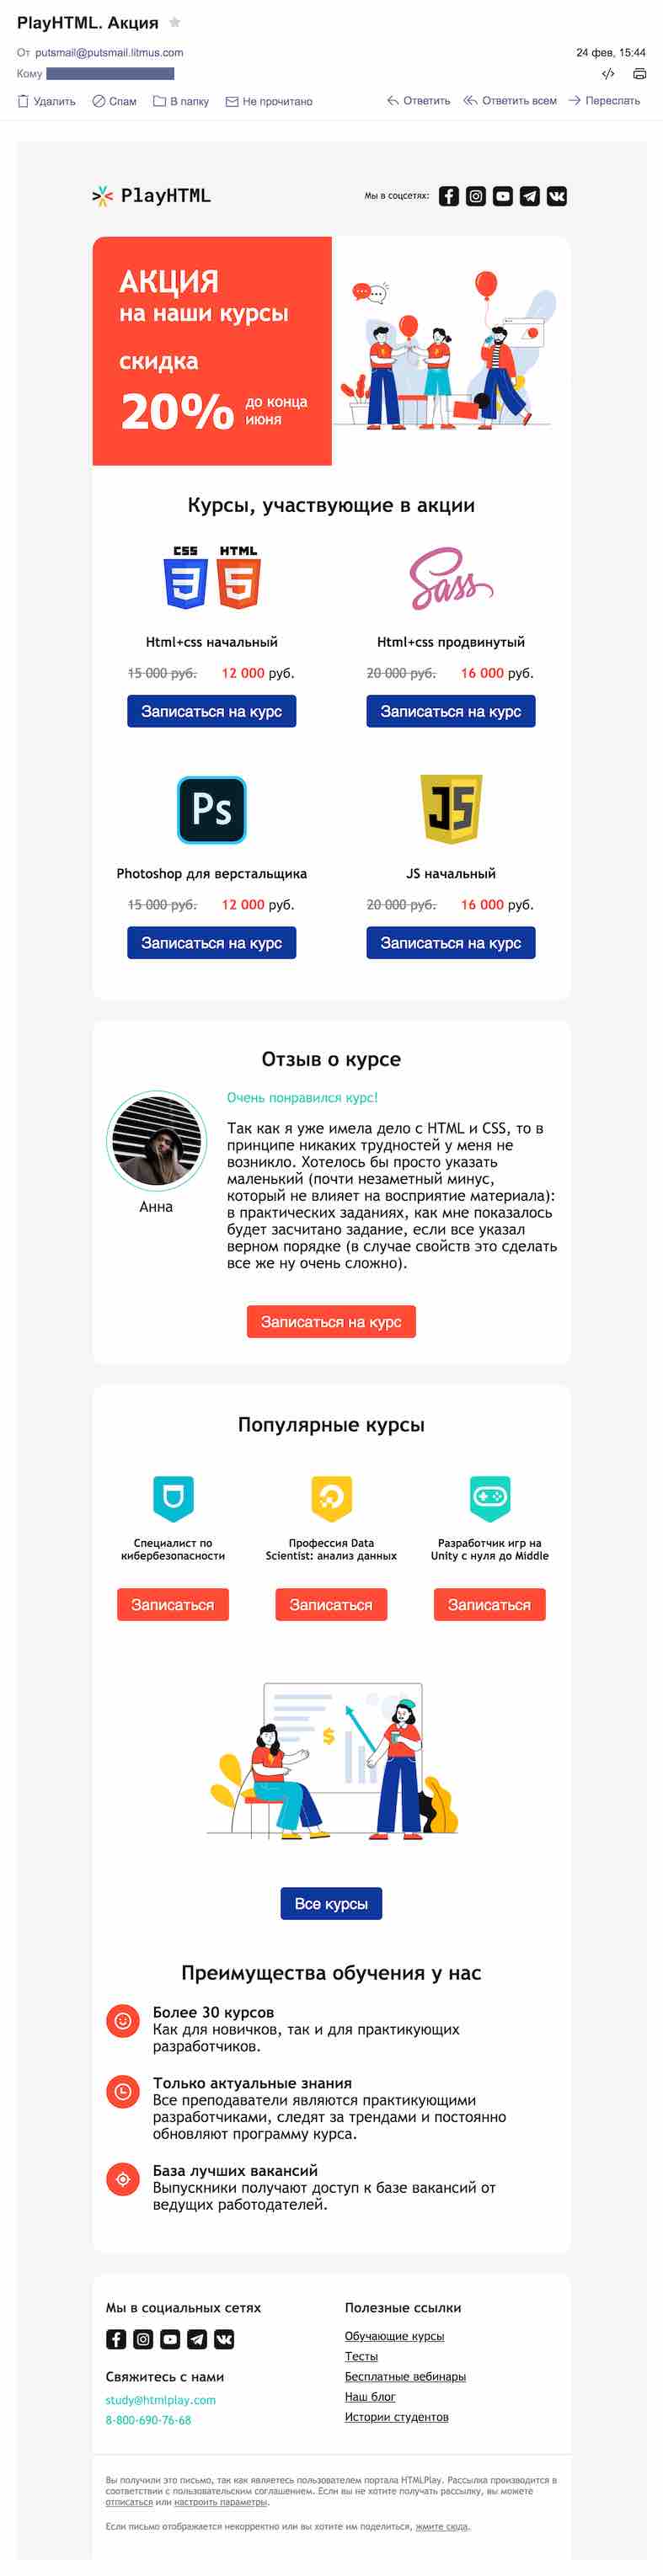 PlayHTML. Акция
От putsmail@putsmail.litmus.com
24 фев, 15:44
Кому
Удалить Спам В папку Не прочитано Ответить Ответить всем Переслать
PlayHTML
Мы в соцсетях:
АКЦИЯ
на наши курсы
скидка
20% до конца
июня
Курсы, участвующие в акции
CSS HTML
3 5
Sass
Html+css начальный
Html+css продвинутый
15 000 руб. 12 000 руб.
20 000 руб. 16 000 руб.
Записаться на курс
Записаться на курс
Ps
JS
Photoshop для верстальщика
JS начальный
15 000 руб. 12 000 руб.
20 000 руб. 16 000 руб.
Записаться на курс
Записаться на курс
Отзыв о курсе
Очень понравился курс!
Так как я уже имела дело с HTML и CSS, то в
принципе никаких трудностей у меня не
возникло. Хотелось бы просто указать
маленький (почти незаметный минус,
который не влияет на восприятие материала):
в практических заданиях, как мне показалось
будет засчитано задание, если все указал
верном порядке (в случае свойств это сделать
все же ну очень сложно).
Анна
Записаться на курс
Популярные курсы
Специалист по
кибербезопасности
Профессия Data
Scientist: анализ данных
Разработчик игр на
Unity с нуля до Middle
Записаться
Записаться
Записаться
$
Все курсы
Преимущества обучения у нас
Более 30 курсов
Как для новичков, так и для практикующих
разработчиков.
Только актуальные знания
Все преподаватели являются практикующими
разработчиками, следят за трендами и постоянно
обновляют программу курса.
База лучших вакансий
Выпускники получают доступ к базе вакансий от
ведущих работодателей.
Мы в социальных сетях
Свяжитесь с нами
study@htmlplay.com
8-800-690-76-68
Полезные ссылки
Обучающие курсы
Тесты
Бесплатные вебинары
Наш блог
Истории студентов
Вы получили это письмо, так как являетесь пользователем портала HTMLPlay. Рассылка производится в
соответствии с пользовательским соглашением. Если вы не хотите получать рассылку, вы можете
отписаться или настроить параметры.
Если письмо отображается некорректно или вы хотите им поделиться, жмите сюда.